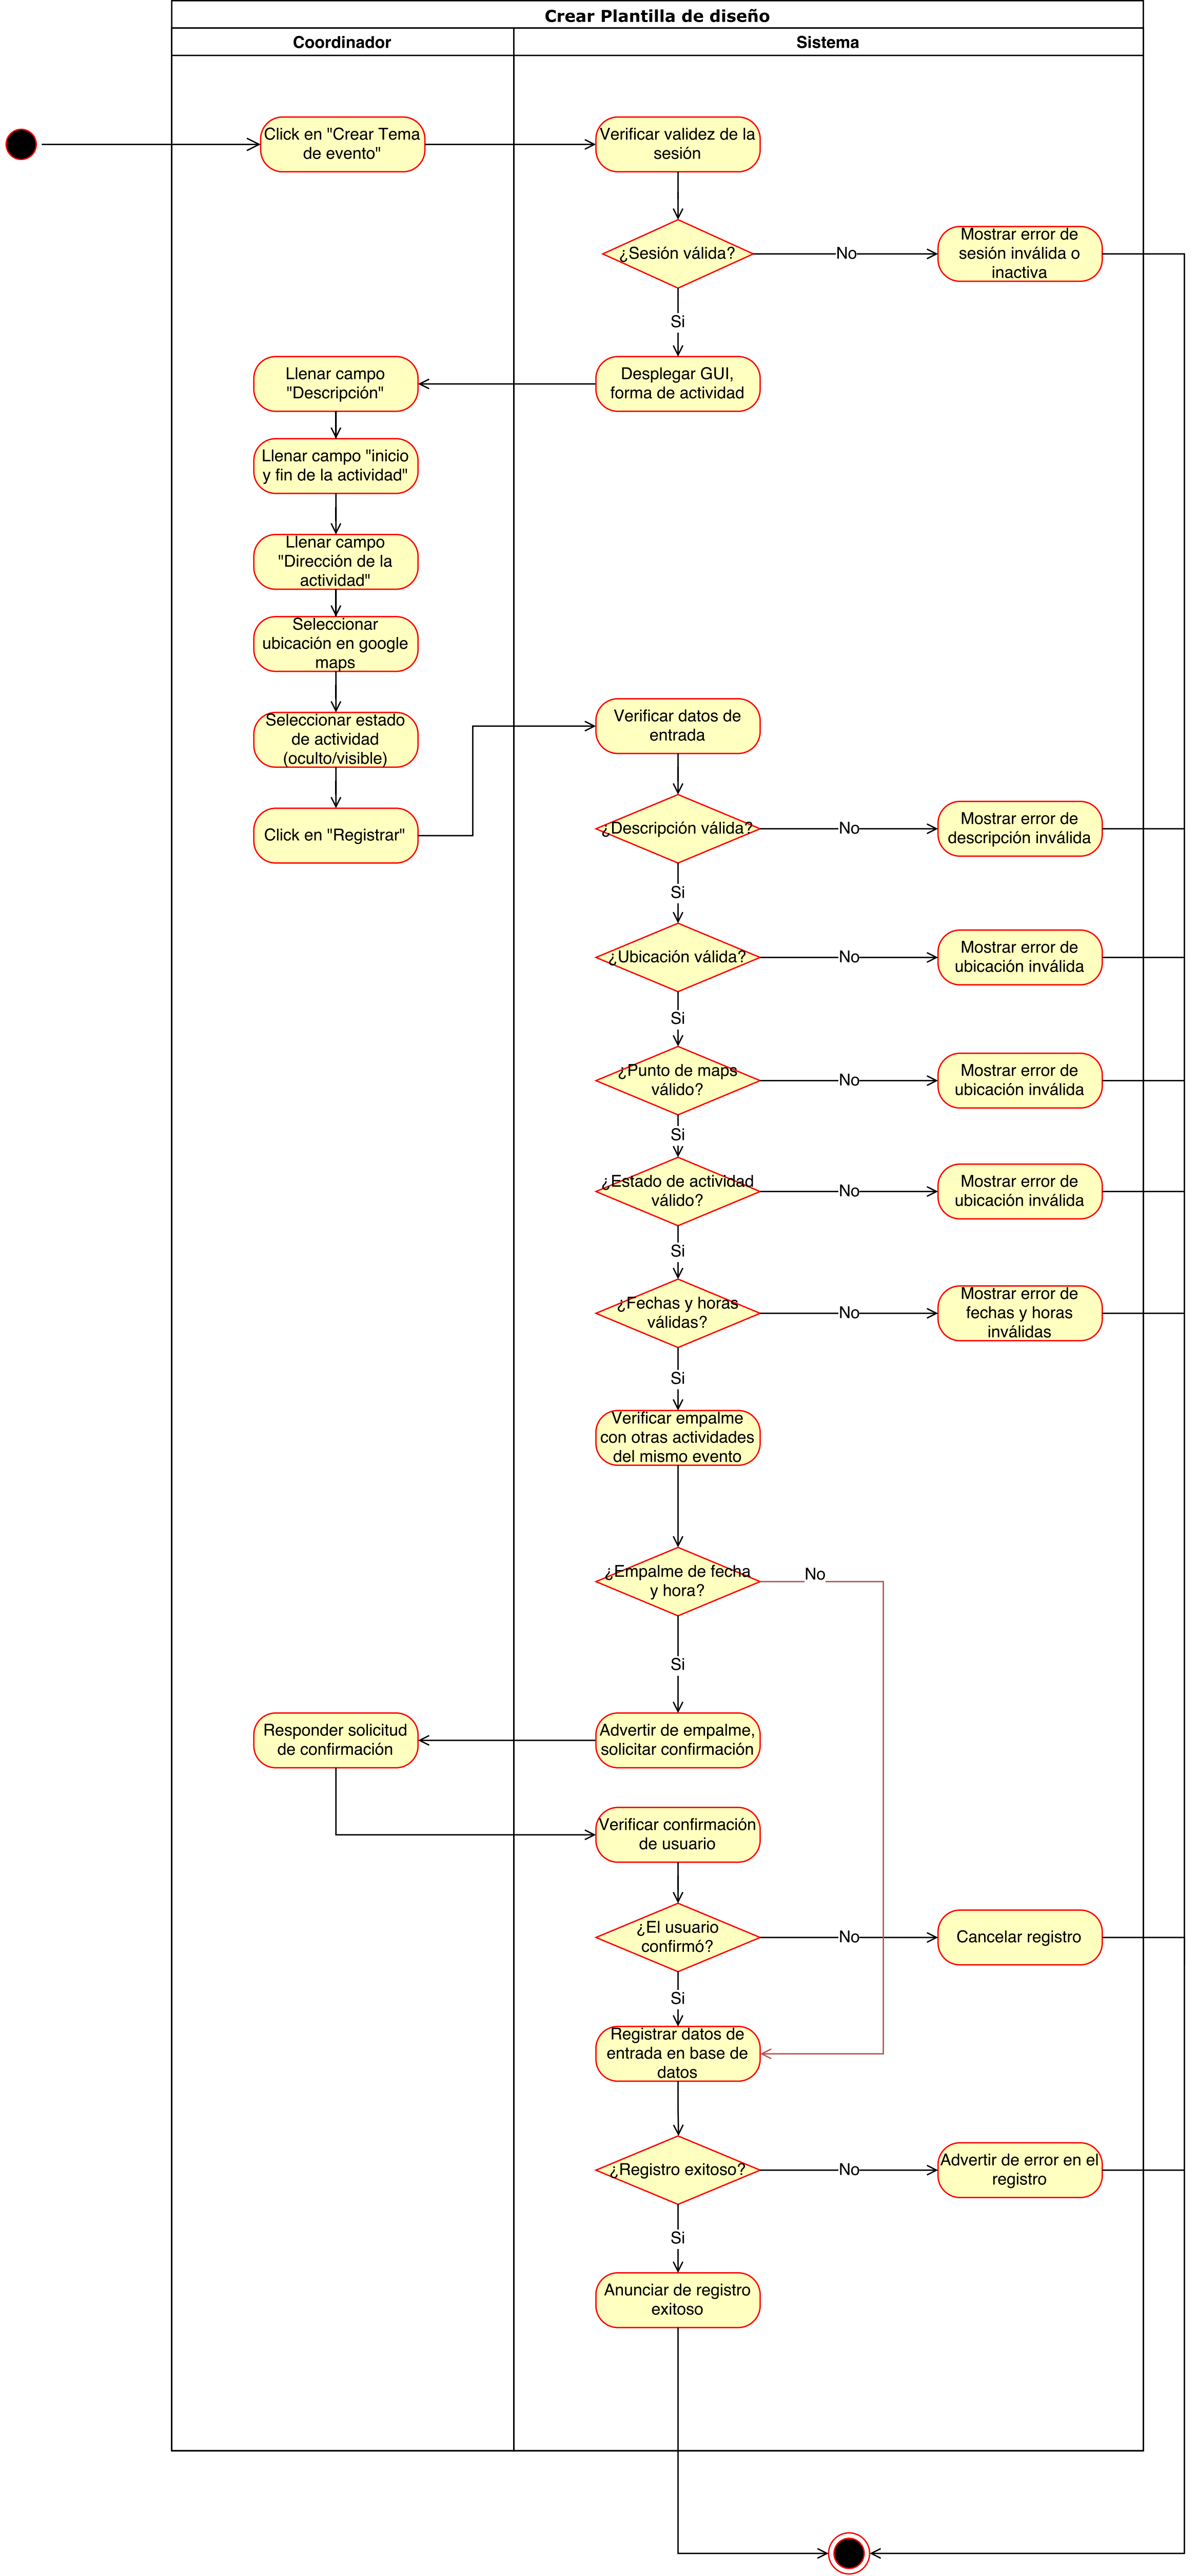 Crear Plantilla de diseño
Coordinador
Sistema
Click en "Crear Tema
de evento"
Verificar validez de la
sesión
¿Sesión válida?
No
Mostrar error de
sesión inválida o
inactiva
Si
Desplegar GUI,
forma de actividad
Llenar campo
"Descripción"
Llenar campo "inicio
y fin de la actividad"
Llenar campo
"Dirección de la
actividad"
Seleccionar
ubicación en google
maps
Seleccionar estado
de actividad
(oculto/visible)
Click en "Registrar"
Verificar datos de
entrada
¿Descripción válida?
No
Mostrar error de
descripción inválida
Si
¿Ubicación válida?
No
Mostrar error de
ubicación inválida
Si
¿Punto de maps
válido?
No
Mostrar error de
ubicación inválida
Si
¿Estado de actividad
válido?
No
Mostrar error de
ubicación inválida
Si
¿Fechas y horas
válidas?
No
Mostrar error de
fechas y horas
inválidas
Si
Verificar empalme
con otras actividades
del mismo evento
¿Empalme de fecha
y hora?
No
Si
Advertir de empalme,
solicitar confirmación
Responder solicitud
de confirmación
Verificar confirmación
de usuario
¿El usuario
confirmó?
No
Cancelar registro
Si
Registrar datos de
entrada en base de
datos
¿Registro exitoso?
No
Advertir de error en el
registro
Si
Anunciar de registro
exitoso